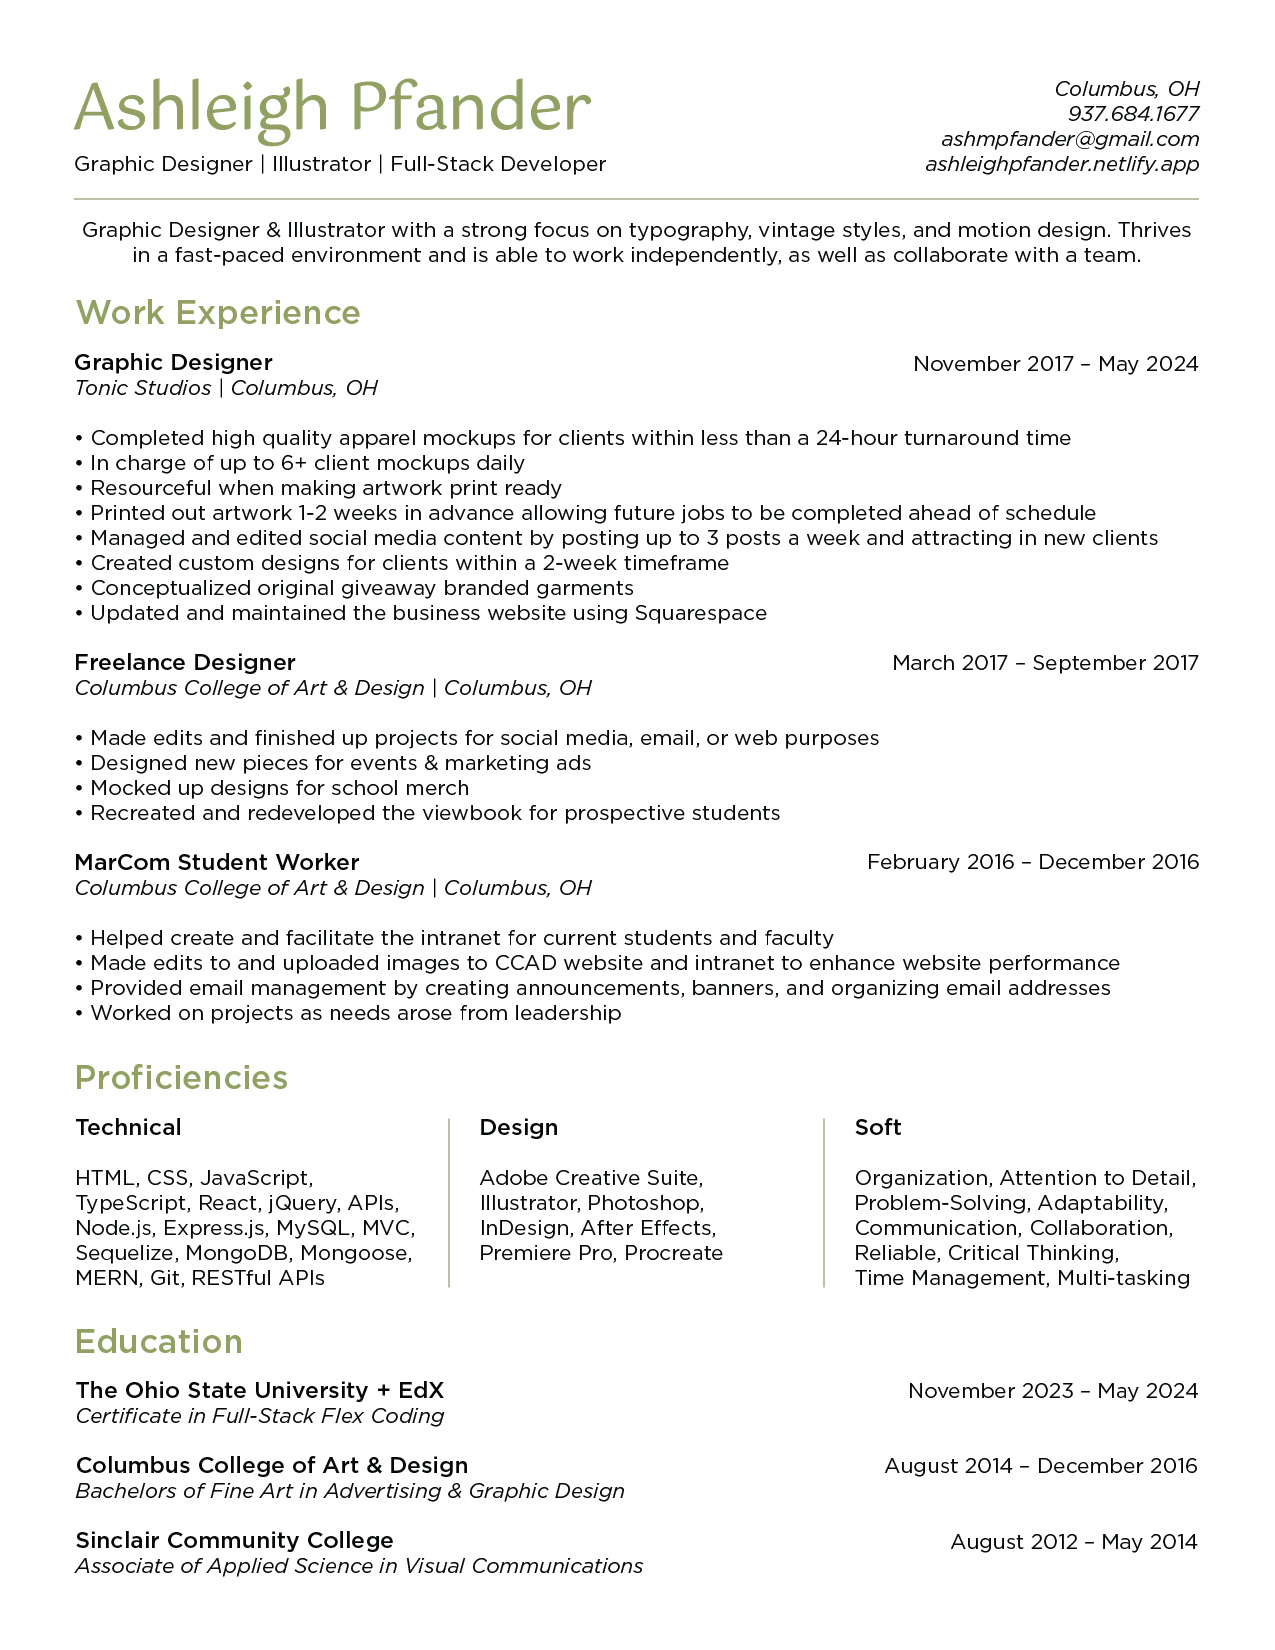 Ashleigh Pfander
Graphic Designer | Illustrator | Full-Stack Developer
Columbus, OH
937.684.1677
ashmpfander@gmail.com
ashleighpfander.netlify.app
Graphic Designer & Illustrator with a strong focus on typography, vintage styles, and motion design. Thrives
in a fast-paced environment and is able to work independently, as well as collaborate with a team.
Work Experience
Graphic Designer November 2017 – May 2024
Tonic Studios | Columbus, OH
• Completed high quality apparel mockups for clients within less than a 24-hour turnaround time
• In charge of up to 6+ client mockups daily
• Resourceful when making artwork print ready
• Printed out artwork 1-2 weeks in advance allowing future jobs to be completed ahead of schedule
• Managed and edited social media content by posting up to 3 posts a week and attracting in new clients
• Created custom designs for clients within a 2-week timeframe
• Conceptualized original giveaway branded garments
• Updated and maintained the business website using Squarespace
Freelance Designer March 2017 – September 2017
Columbus College of Art & Design | Columbus, OH
• Made edits and finished up projects for social media, email, or web purposes
• Designed new pieces for events & marketing ads
• Mocked up designs for school merch
• Recreated and redeveloped the viewbook for prospective students
MarCom Student Worker February 2016 – December 2016
Columbus College of Art & Design | Columbus, OH
• Helped create and facilitate the intranet for current students and faculty
• Made edits to and uploaded images to CCAD website and intranet to enhance website performance
• Provided email management by creating announcements, banners, and organizing email addresses
• Worked on projects as needs arose from leadership
Proficiencies
Technical
HTML, CSS, JavaScript,
TypeScript, React, jQuery, APIs,
Node.js, Express.js, MySQL, MVC,
Sequelize, MongoDB, Mongoose,
MERN, Git, RESTful APIs
Design
Adobe Creative Suite,
Illustrator, Photoshop,
InDesign, After Effects,
Premiere Pro, Procreate
Soft
Organization, Attention to Detail,
Problem-Solving, Adaptability,
Communication, Collaboration,
Reliable, Critical Thinking,
Time Management, Multi-tasking
Education
The Ohio State University + EdX November 2023 – May 2024
Certificate in Full-Stack Flex Coding
Columbus College of Art & Design August 2014 – December 2016
Bachelors of Fine Art in Advertising & Graphic Design
Sinclair Community College August 2012 – May 2014
Associate of Applied Science in Visual Communications